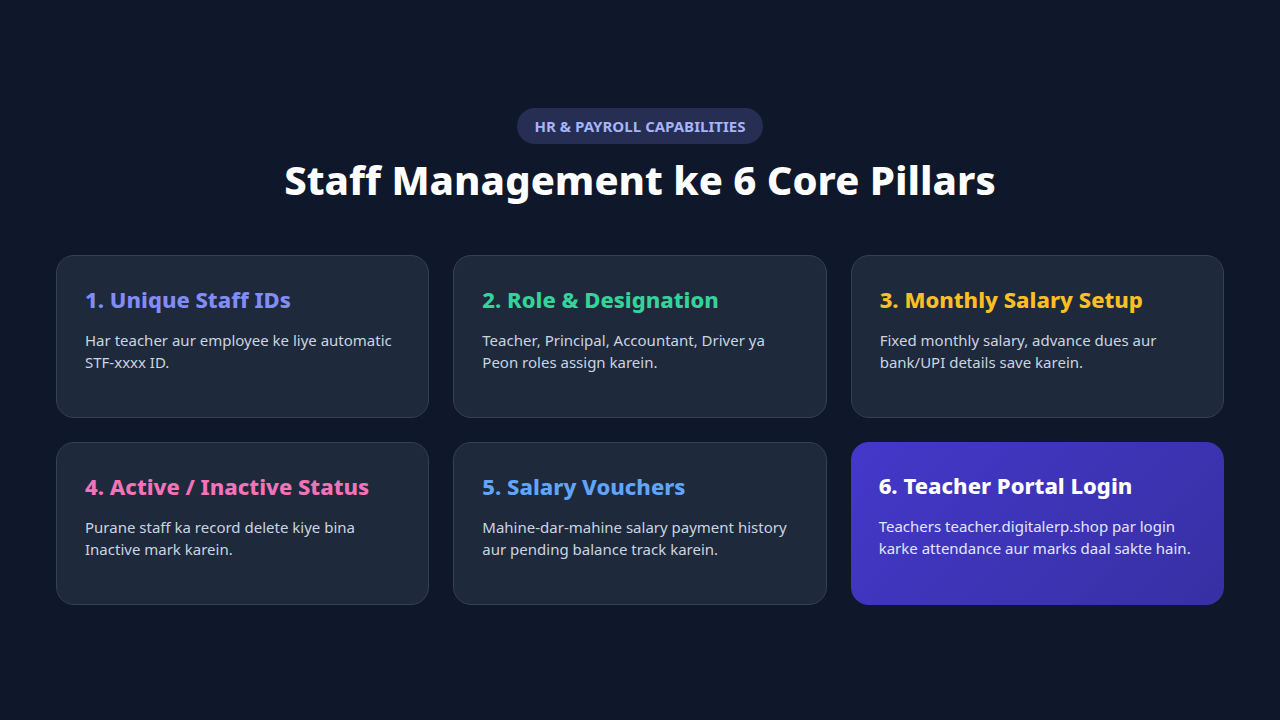 HR & PAYROLL CAPABILITIES
Staff Management ke 6 Core Pillars
1. Unique Staff IDs
Har teacher aur employee ke liye automatic
STF-xxxx ID.
2. Role & Designation
Teacher, Principal, Accountant, Driver ya
Peon roles assign karein.
3. Monthly Salary Setup
Fixed monthly salary, advance dues aur
bank/UPI details save karein.
4. Active / Inactive Status
Purane staff ka record delete kiye bina
Inactive mark karein.
5. Salary Vouchers
Mahine-dar-mahine salary payment history
aur pending balance track karein.
6. Teacher Portal Login
Teachers teacher.digitalerp.shop par login
karke attendance aur marks daal sakte hain.